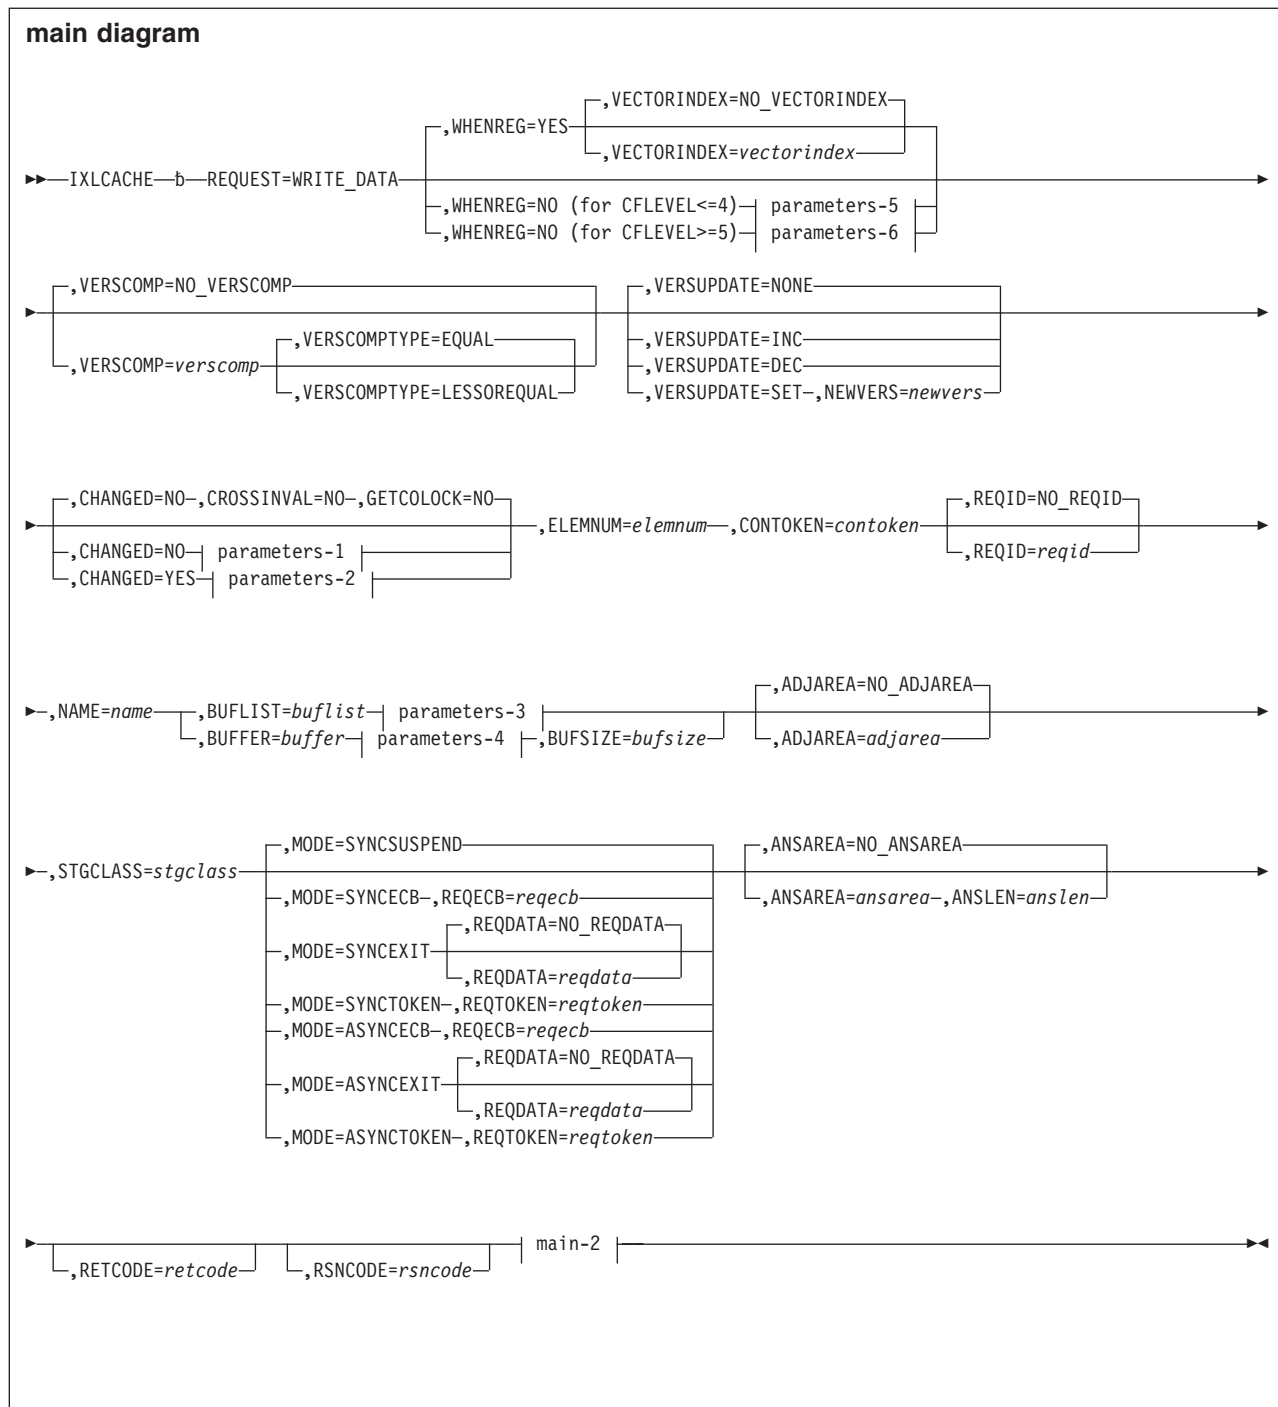 main diagram
,VECTORINDEX=NO_VECTORINDEX
,WHENREG=YES
,VECTORINDEX=vectorindex
IXLCACHE ƀ REQUEST=WRITE_DATA
,WHENREG=NO (for CFLEVEL<=4) parameters-5
,WHENREG=NO (for CFLEVEL>=5) parameters-6
,VERSCOMP=NO_VERSCOMP ,VERSUPDATE=NONE
,VERSCOMPTYPE=EQUAL ,VERSUPDATE=INC
,VERSCOMP=verscomp ,VERSUPDATE=DEC
,VERSCOMPTYPE=LESSOREQUAL ,VERSUPDATE=SET ,NEWVERS=newvers
,CHANGED=NO ,CROSSINVAL=NO ,GETCOLOCK=NO ,REQID=NO_REQID
,ELEMNUM=elemnum ,CONTOKEN=contoken
,CHANGED=NO parameters-1 ,REQID=reqid
,CHANGED=YES parameters-2
,ADJAREA=NO_ADJAREA
,NAME=name ,BUFLIST=buflist parameters-3
,BUFFER=buffer parameters-4 ,BUFSIZE=bufsize ,ADJAREA=adjarea
,MODE=SYNCSUSPEND ,ANSAREA=NO_ANSAREA
,STGCLASS=stgclass
,MODE=SYNCECB ,REQECB=reqecb ,ANSAREA=ansarea ,ANSLEN=anslen
,REQDATA=NO_REQDATA
,MODE=SYNCEXIT
,REQDATA=reqdata
,MODE=SYNCTOKEN ,REQTOKEN=reqtoken
,MODE=ASYNCECB ,REQECB=reqecb
,REQDATA=NO_REQDATA
,MODE=ASYNCEXIT
,REQDATA=reqdata
,MODE=ASYNCTOKEN ,REQTOKEN=reqtoken
main-2
,RETCODE=retcode ,RSNCODE=rsncode